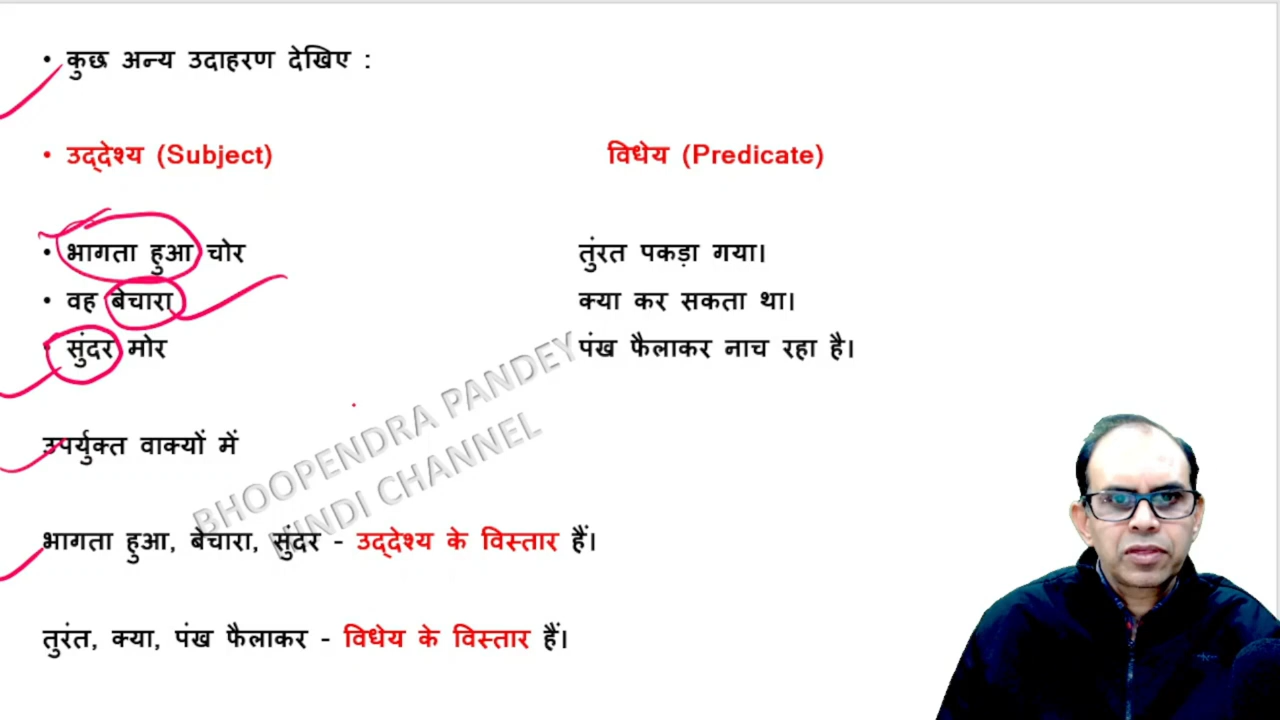 • कुछ अन्य उदाहरण देखिए :
• उद्देश्य (Subject) विधेय (Predicate)
• भागता हुआ चोर तुंरत पकड़ा गया।
• वह बेचारा क्या कर सकता था।
• सुंदर मोर पंख फैलाकर नाच रहा है।
उपर्युक्त वाक्यों में
भागता हुआ, बेचारा, सुंदर - उद्देश्य के विस्तार हैं।
तुरंत, क्या, पंख फैलाकर - विधेय के विस्तार हैं।
BHOOPENDRA PANDEY
HINDI CHANNEL